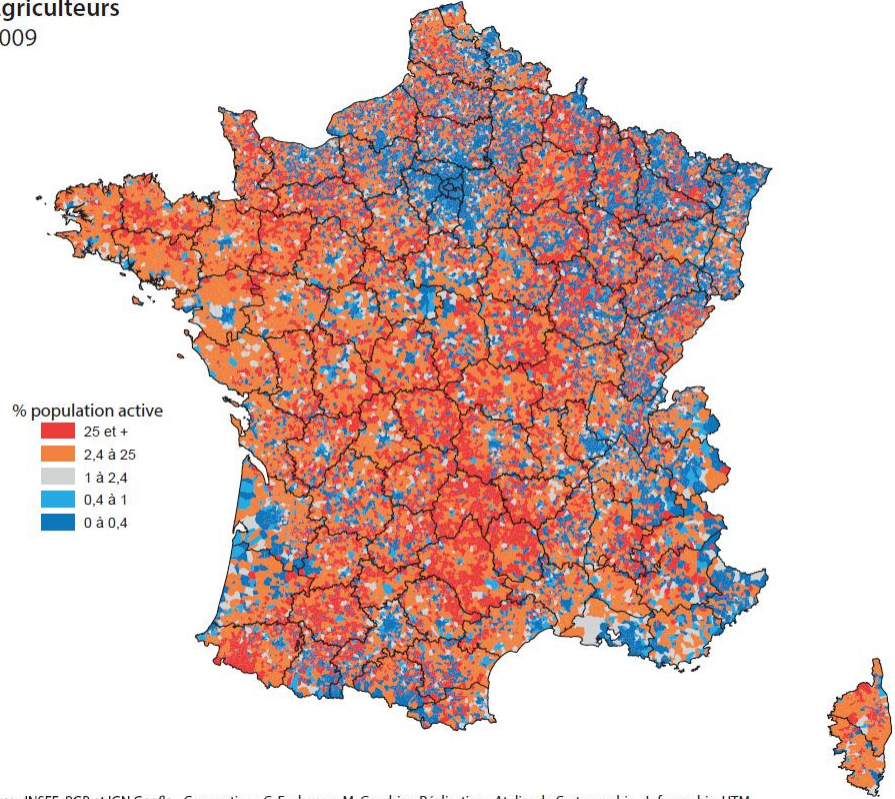 griculteurs
009
% population active
25 et +
2,4 à 25
1 à 2,4
0,4 à 1
0 à 0,4